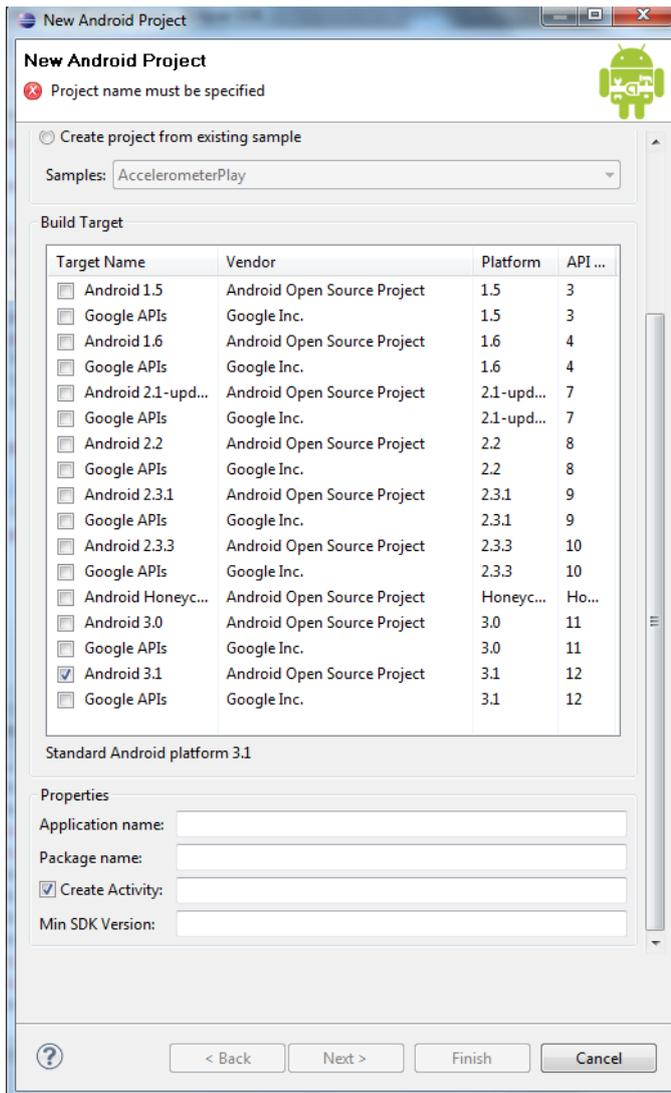 New Android Project
New Android Project
Project name must be specified
Create project from existing sample
Samples: AccelerometerPlay
Build Target
Target Name Vendor Platform API ...
Android 1.5 Android Open Source Project 1.5 3
Google APIs Google Inc. 1.5 3
Android 1.6 Android Open Source Project 1.6 4
Google APIs Google Inc. 1.6 4
Android 2.1-upd... Android Open Source Project 2.1-upd... 7
Google APIs Google Inc. 2.1-upd... 7
Android 2.2 Android Open Source Project 2.2 8
Google APIs Google Inc. 2.2 8
Android 2.3.1 Android Open Source Project 2.3.1 9
Google APIs Google Inc. 2.3.1 9
Android 2.3.3 Android Open Source Project 2.3.3 10
Google APIs Google Inc. 2.3.3 10
Android Honeyc... Android Open Source Project Honeyc... Ho...
Android 3.0 Android Open Source Project 3.0 11
Google APIs Google Inc. 3.0 11
Android 3.1 Android Open Source Project 3.1 12
Google APIs Google Inc. 3.1 12
Standard Android platform 3.1
Properties
Application name:
Package name:
Create Activity:
Min SDK Version:
? < Back Next > Finish Cancel